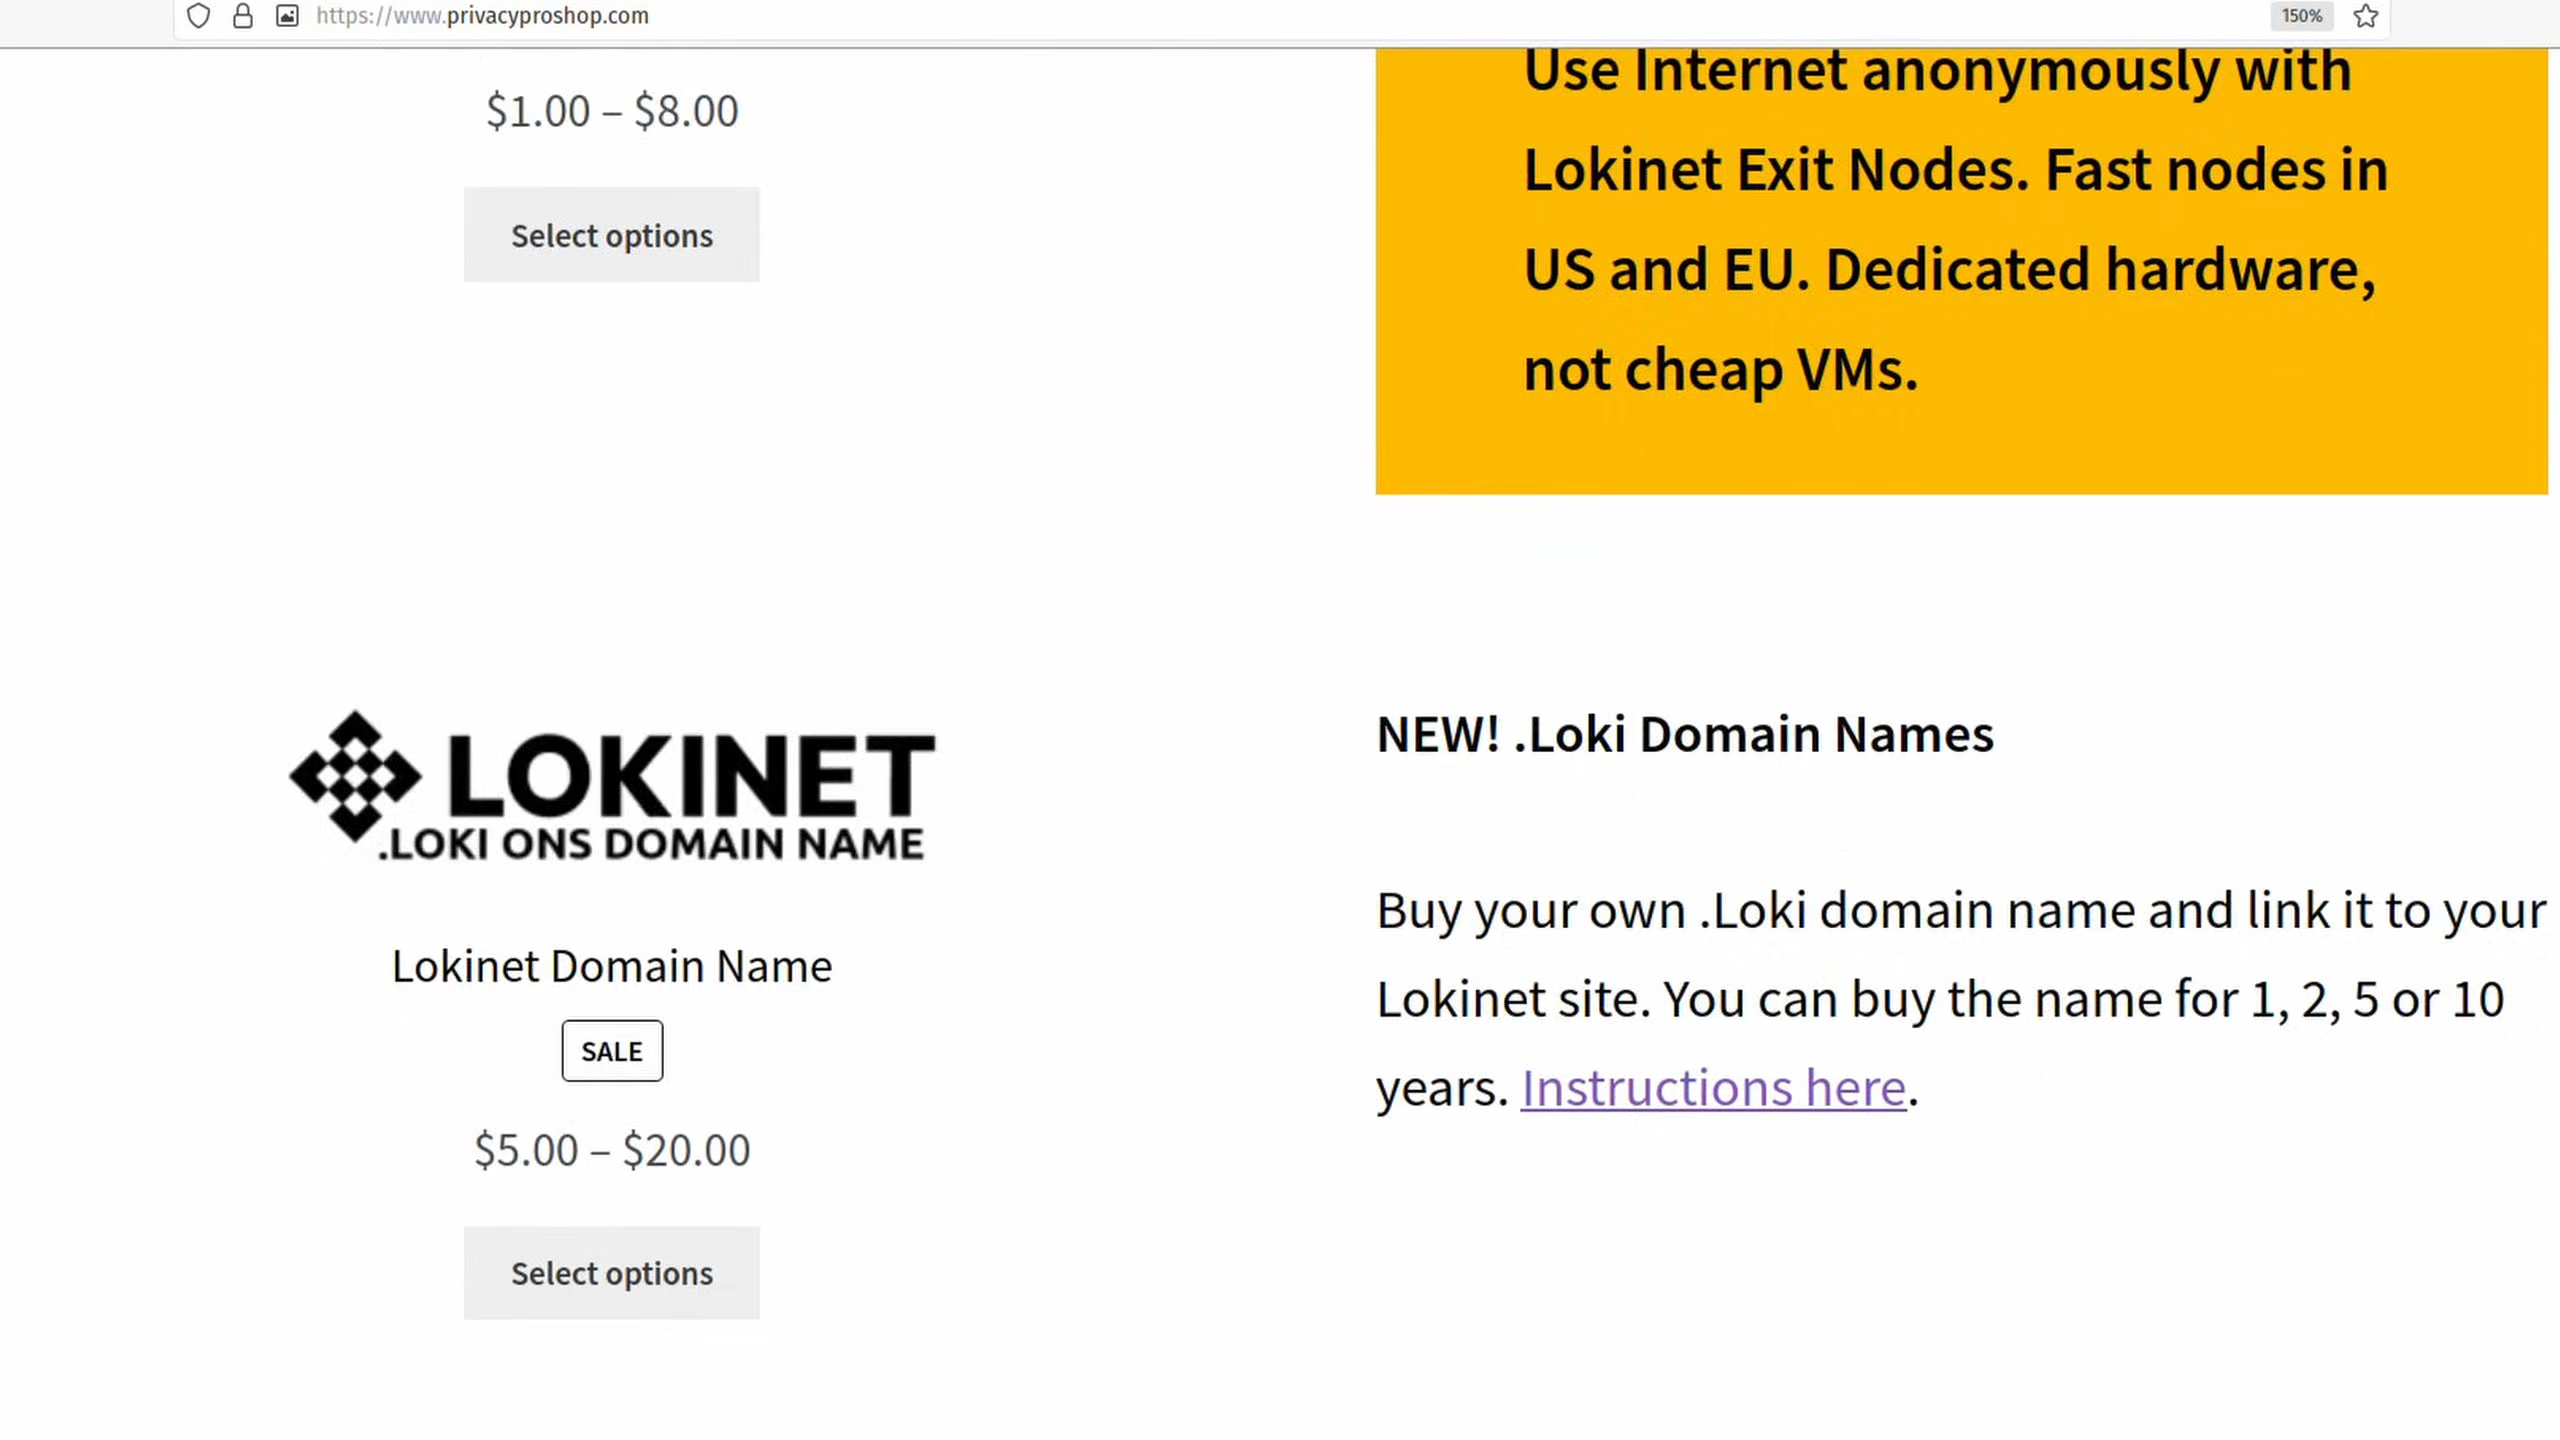 https://www.privacyproshop.com
150%
$1.00 – $8.00
Select options
Use Internet anonymously with
Lokinet Exit Nodes. Fast nodes in
US and EU. Dedicated hardware,
not cheap VMs.
LOKINET
.LOKI ONS DOMAIN NAME
Lokinet Domain Name
SALE
$5.00 – $20.00
Select options
NEW! .Loki Domain Names
Buy your own .Loki domain name and link it to your
Lokinet site. You can buy the name for 1, 2, 5 or 10
years. Instructions here.